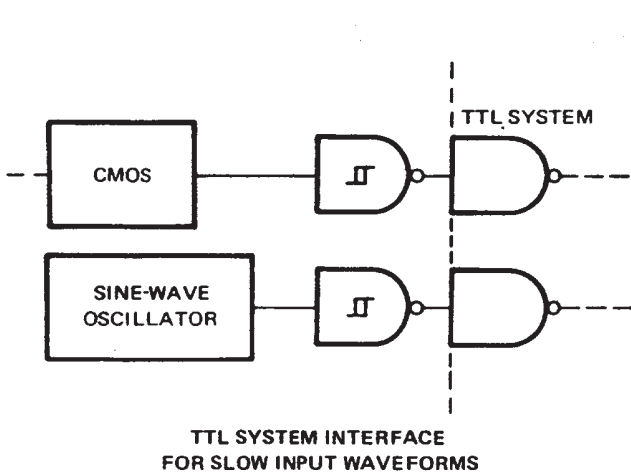 TTL SYSTEM
CMOS
SINE-WAVE
OSCILLATOR
TTL SYSTEM INTERFACE
FOR SLOW INPUT WAVEFORMS